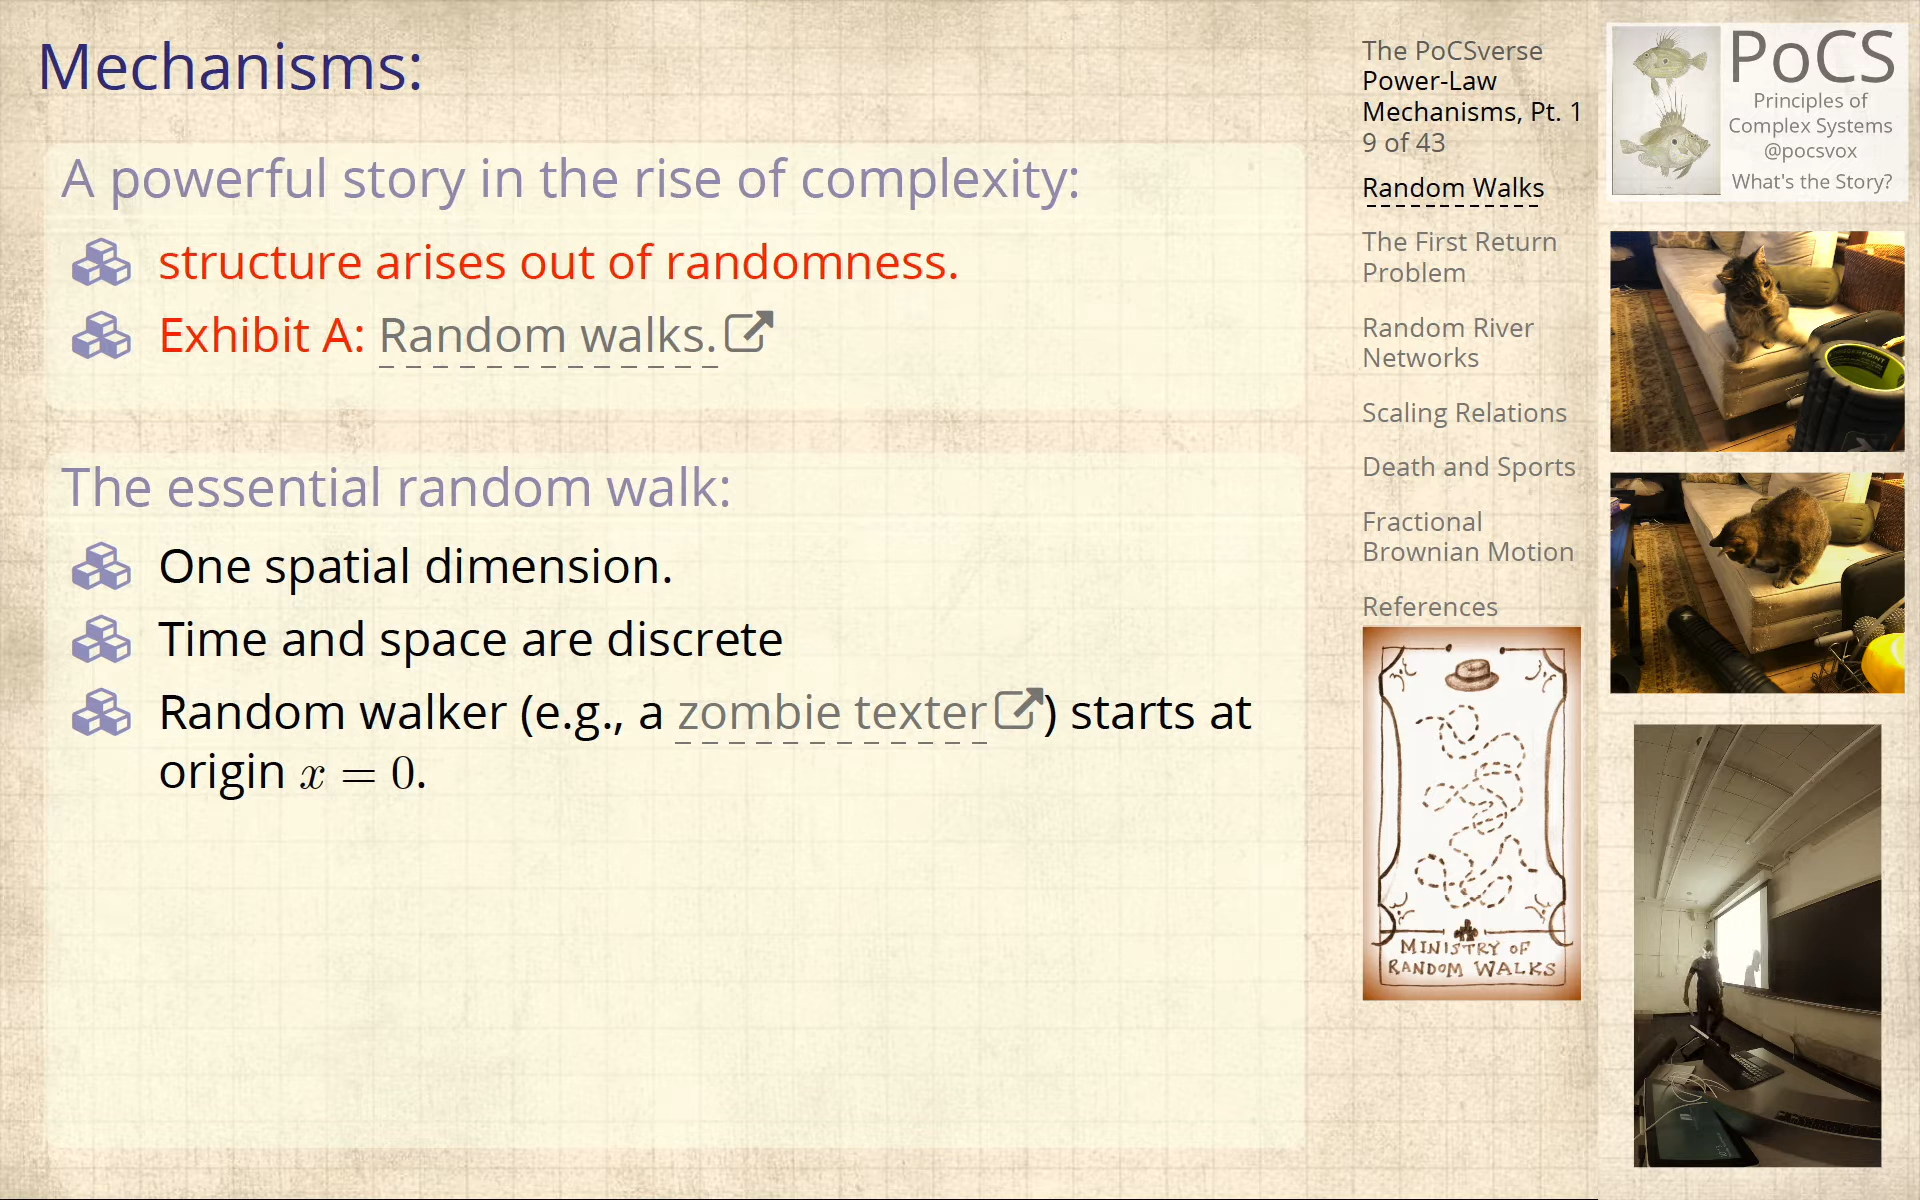 Mechanisms:
A powerful story in the rise of complexity:
structure arises out of randomness.
Exhibit A: Random walks.
The essential random walk:
One spatial dimension.
Time and space are discrete
Random walker (e.g., a zombie texter) starts at
origin x = 0.
The PoCSverse
Power-Law
Mechanisms, Pt. 1
9 of 43
Random Walks
The First Return
Problem
Random River
Networks
Scaling Relations
Death and Sports
Fractional
Brownian Motion
References
MINISTRY OF
RANDOM WALKS
PoCS
Principles of
Complex Systems
@pocsvox
What's the Story?